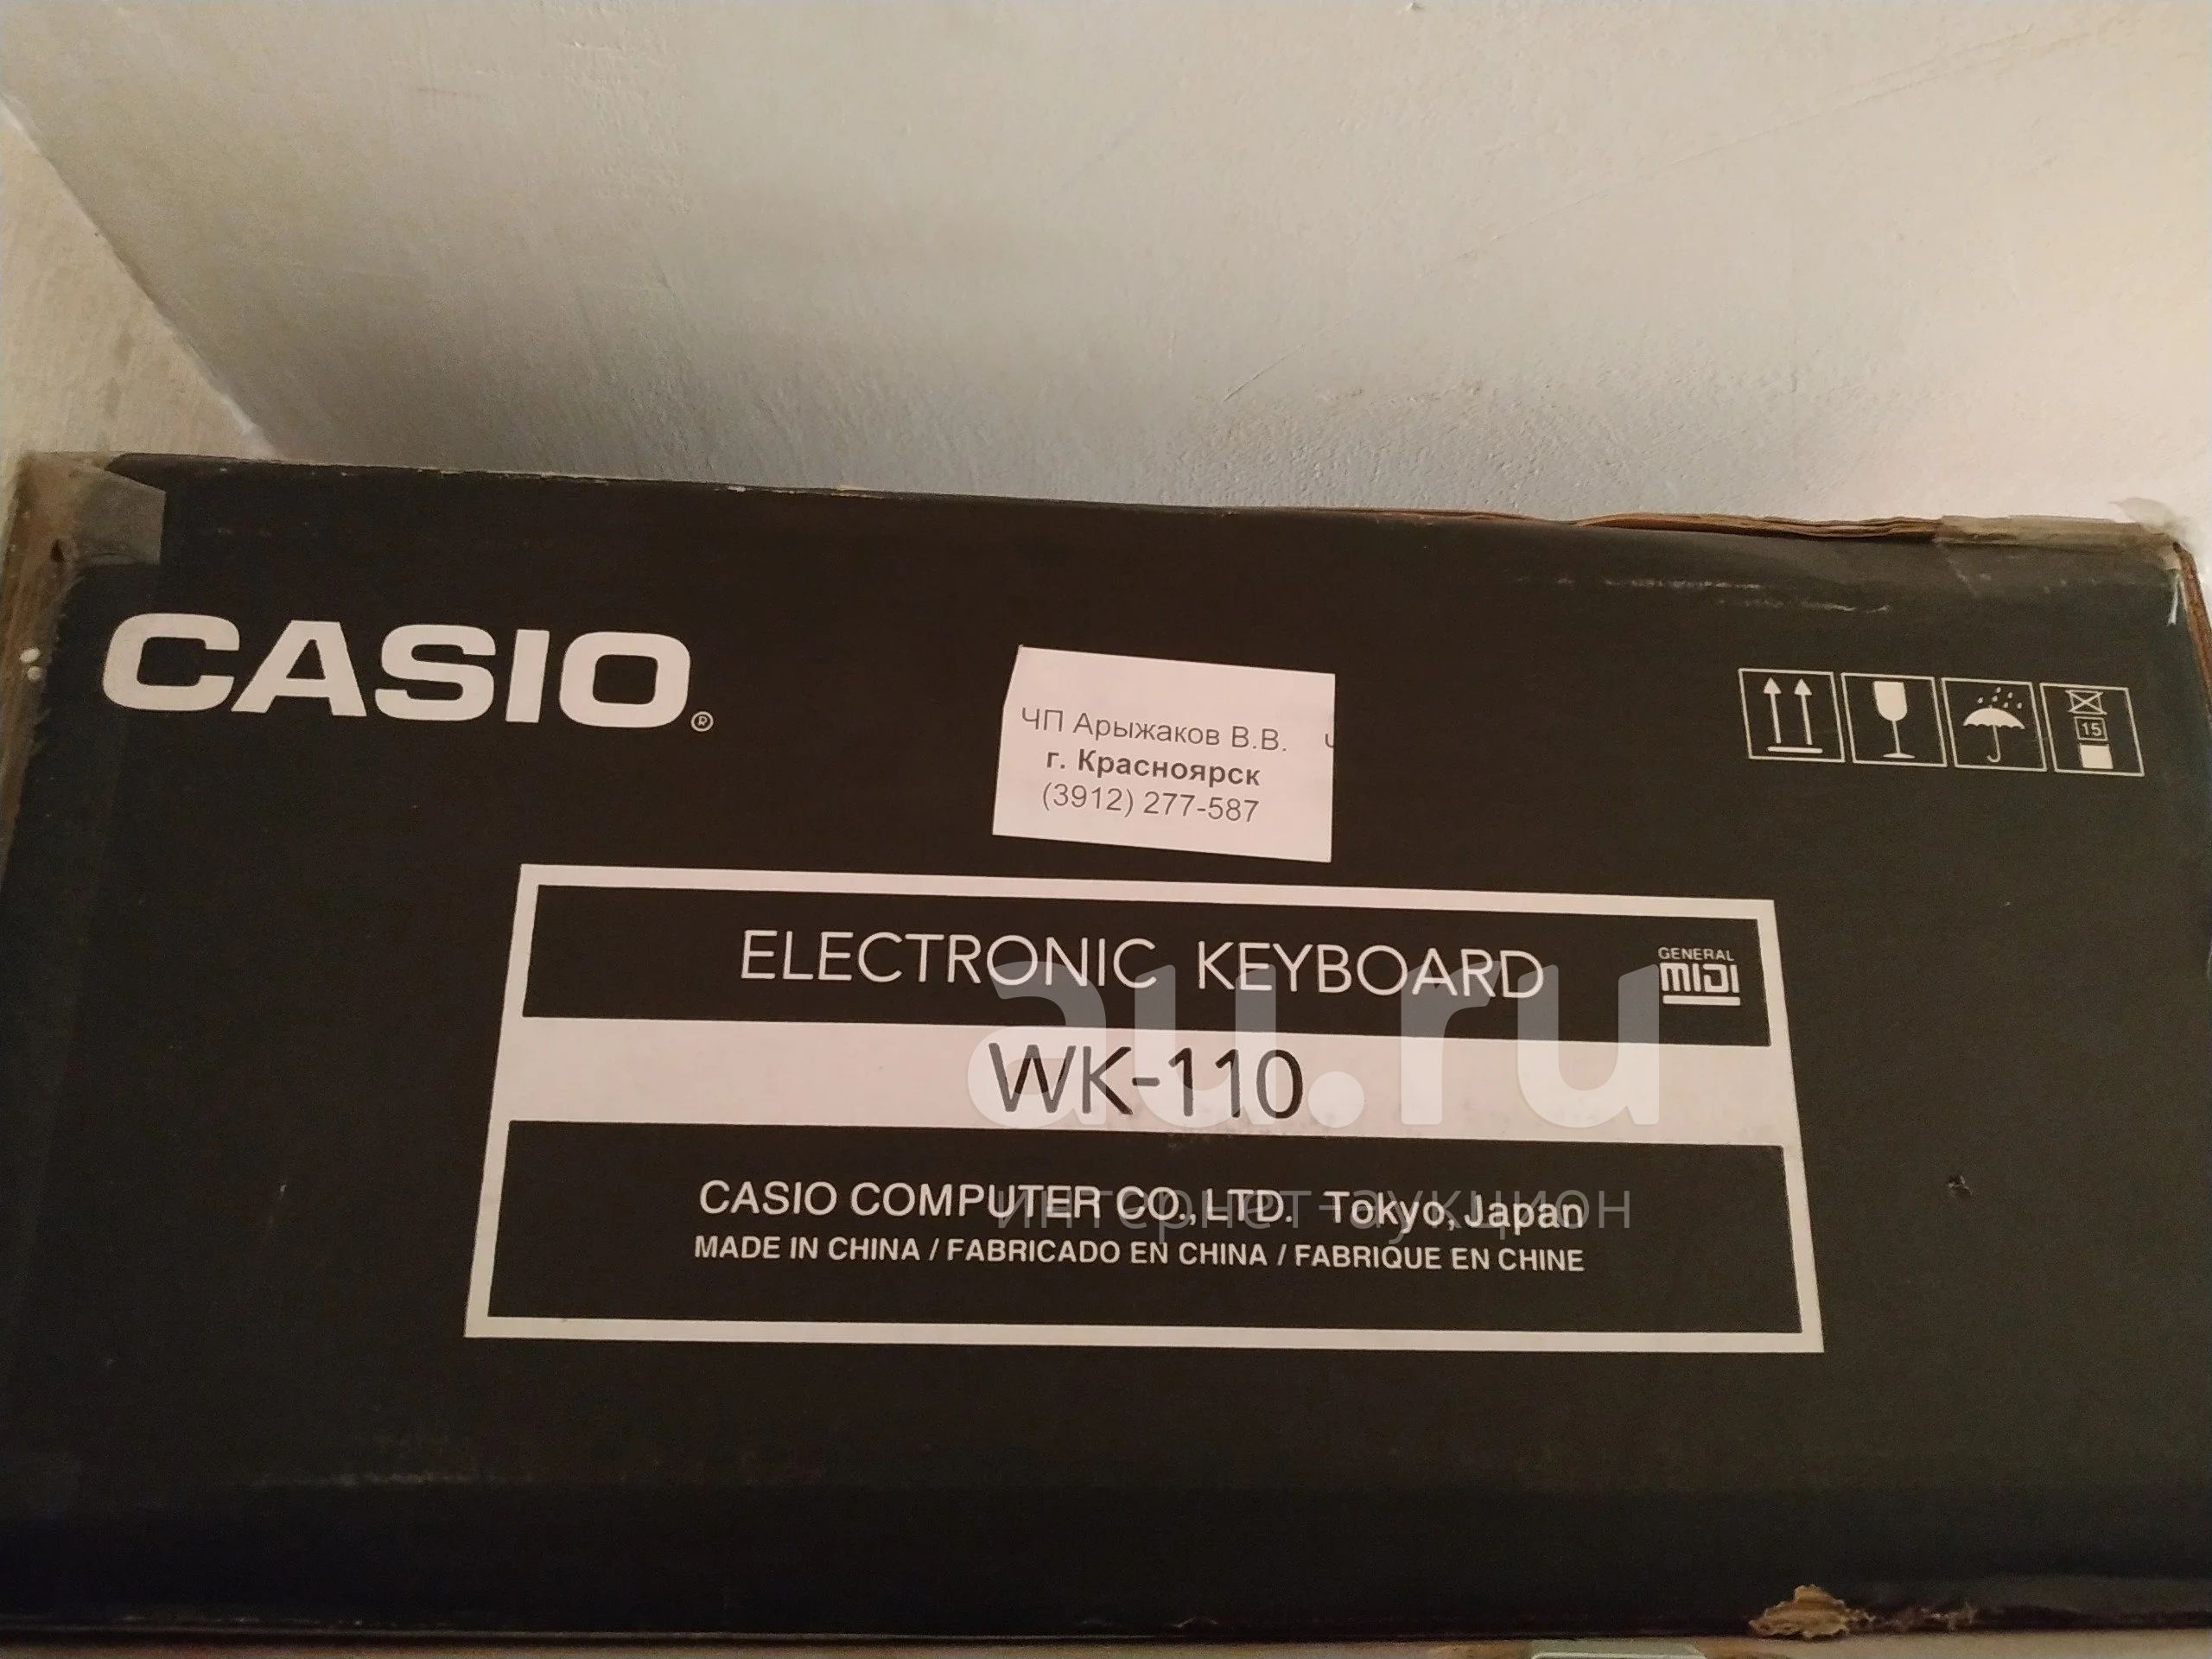 CASIO®
ЧП Арыжаков В.В. Ч
г. Красноярск
(3912) 277-587
15
ELECTRONIC KEYBOARD
GENERAL
MIDI
WK-110
au.ru
CASIO COMPUTER CO.,LTD. Tokyo, Japan
интернет-аукцион
MADE IN CHINA / FABRICADO EN CHINA / FABRIQUE EN CHINE